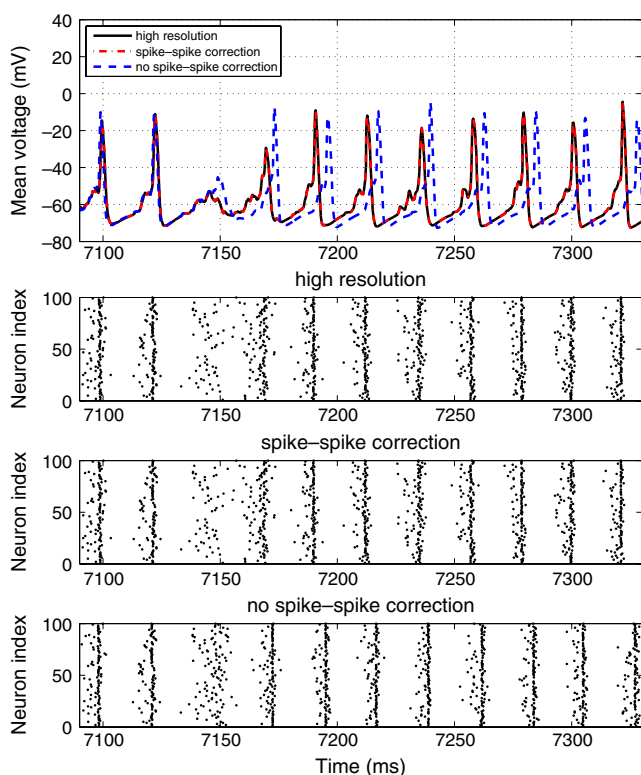 40
20
0
−20
−40
−60
−80
Mean voltage (mV)
high resolution
spike–spike correction
no spike–spike correction
7100 7150 7200 7250 7300
high resolution
100
50
0
Neuron index
7100 7150 7200 7250 7300
spike–spike correction
100
50
0
Neuron index
7100 7150 7200 7250 7300
no spike–spike correction
100
50
0
Neuron index
7100 7150 7200 7250 7300
Time (ms)